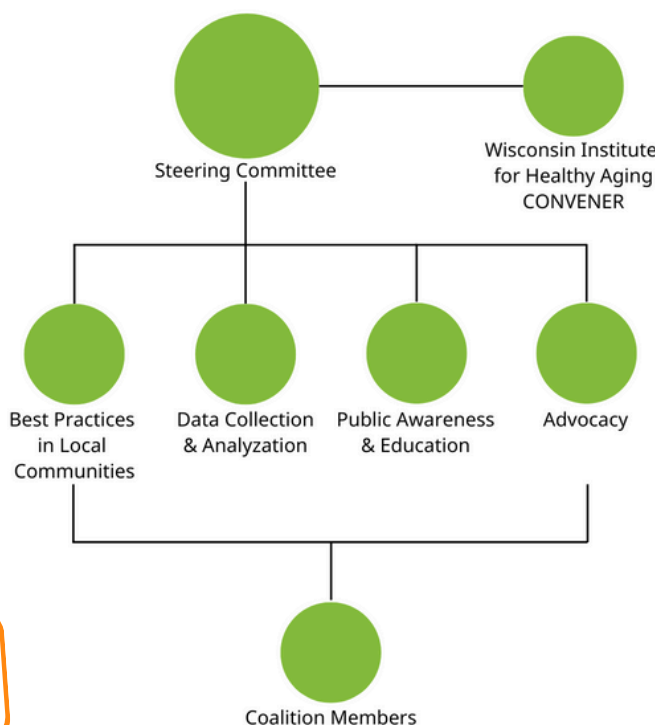 Steering Committee
Wisconsin Institute
for Healthy Aging
CONVENER
Best Practices
in Local
Communities
Data Collection
& Analyzation
Public Awareness
& Education
Advocacy
Coalition Members